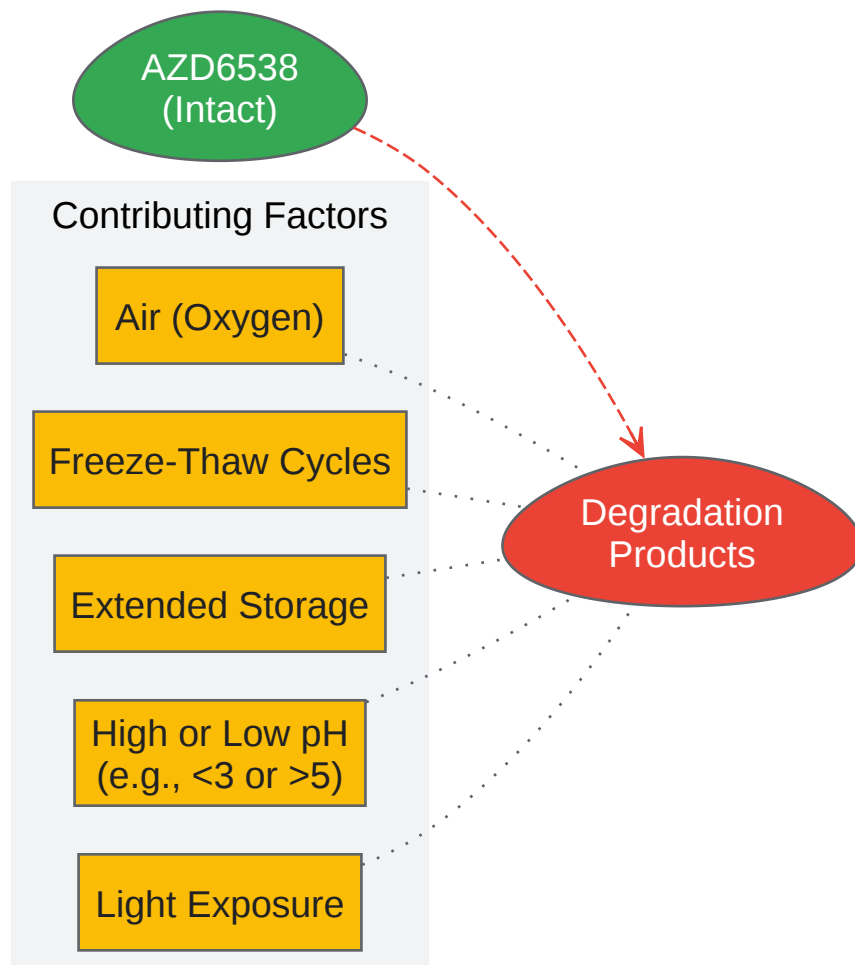 AZD6538
(Intact)
Contributing Factors
Air (Oxygen)
Freeze-Thaw Cycles
Degradation
Products
Extended Storage
High or Low pH
(e.g., <3 or >5)
Light Exposure